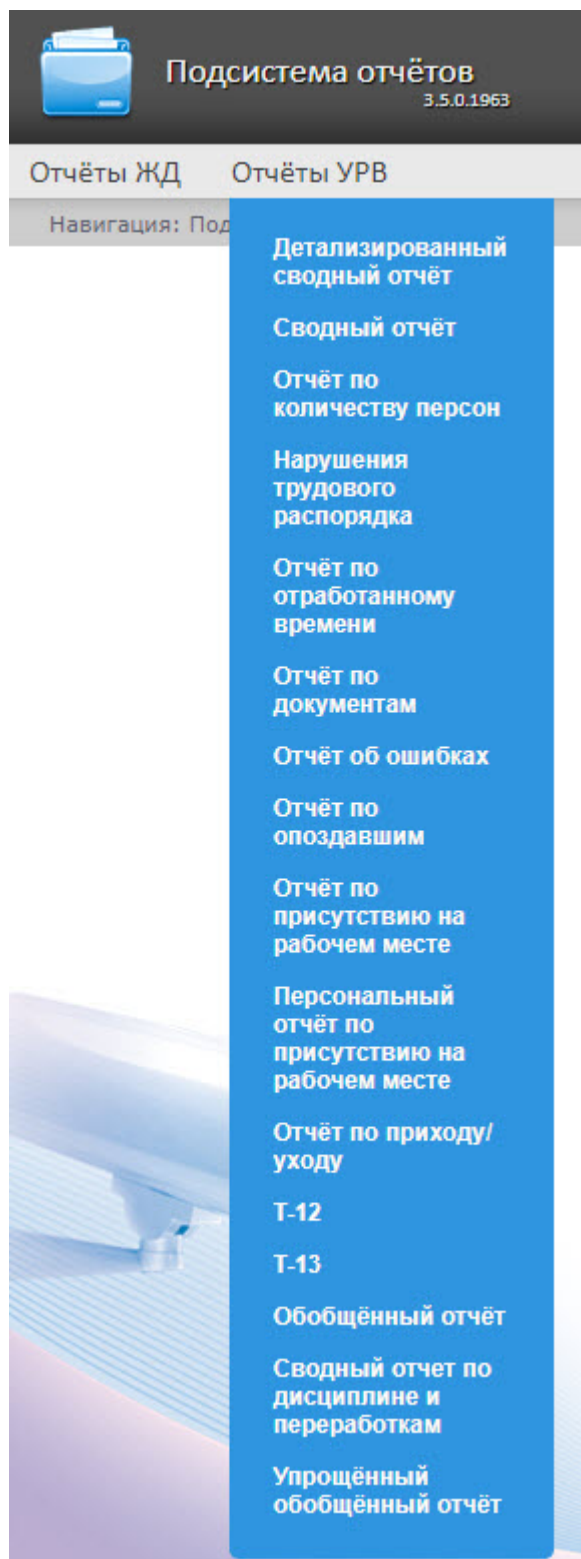 Подсистема отчётов
3.5.0.1963
Отчёты ЖД Отчёты УРВ
Навигация:
Детализированный
сводный отчёт
Сводный отчёт
Отчёт по
количеству персон
Нарушения
трудового
распорядка
Отчёт по
отработанному
времени
Отчёт по
документам
Отчёт об ошибках
Отчёт по
опоздавшим
Отчёт по
присутствию на
рабочем месте
Персональный
отчёт по
присутствию на
рабочем месте
Отчёт по приходу/
уходу
Т-12
Т-13
Обобщённый отчёт
Сводный отчет по
дисциплине и
переработкам
Упрощённый
обобщённый отчёт